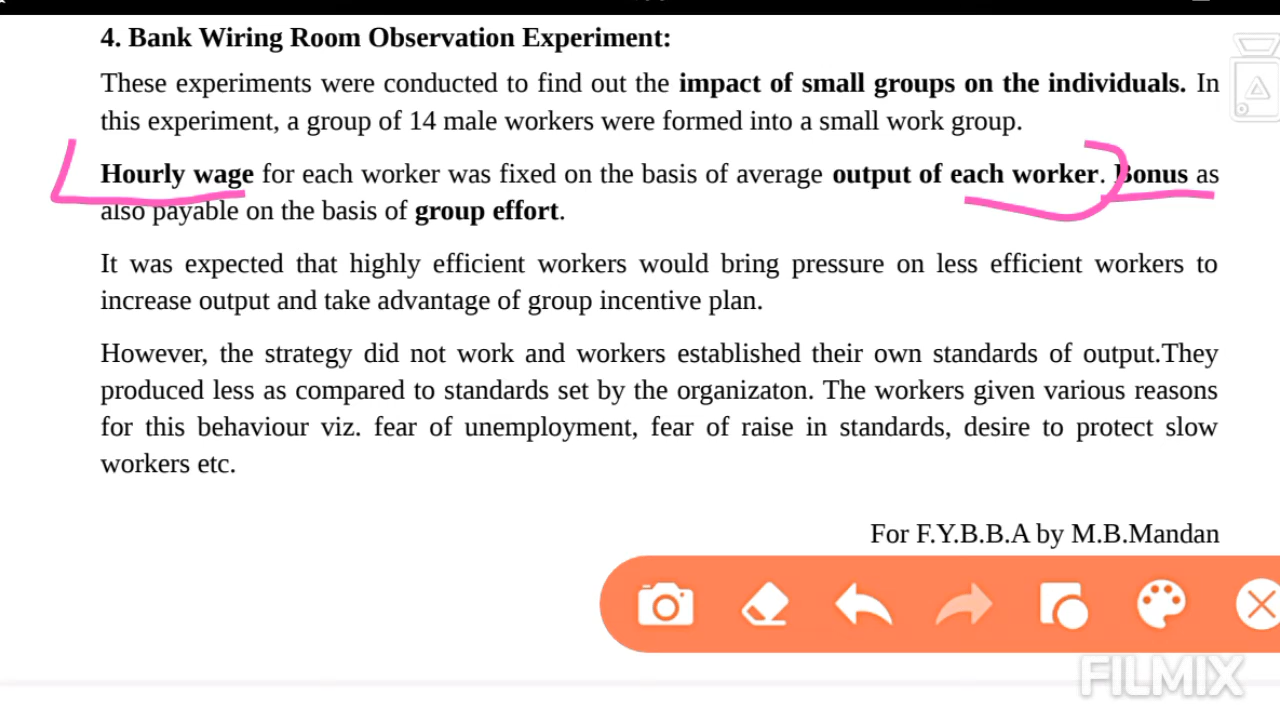 4. Bank Wiring Room Observation Experiment:
These experiments were conducted to find out the impact of small groups on the individuals. In
this experiment, a group of 14 male workers were formed into a small work group.
Hourly wage for each worker was fixed on the basis of average output of each worker. Bonus as
also payable on the basis of group effort.
It was expected that highly efficient workers would bring pressure on less efficient workers to
increase output and take advantage of group incentive plan.
However, the strategy did not work and workers established their own standards of output.They
produced less as compared to standards set by the organizaton. The workers given various reasons
for this behaviour viz. fear of unemployment, fear of raise in standards, desire to protect slow
workers etc.
For F.Y.B.B.A by M.B.Mandan
FILMIX